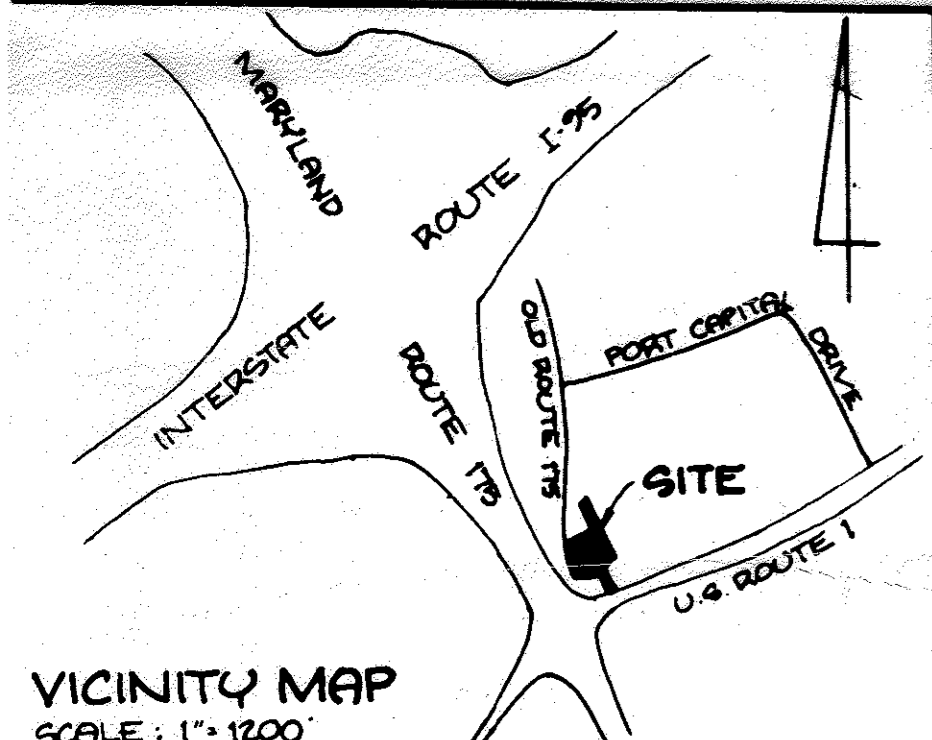 MARYLAND
ROUTE I-95
INTERSTATE
ROUTE 175
OLD ROUTE 175
PORT CAPITAL
DRIVE
SITE
U.S. ROUTE 1
VICINITY MAP
SCALE : 1"= 1200'